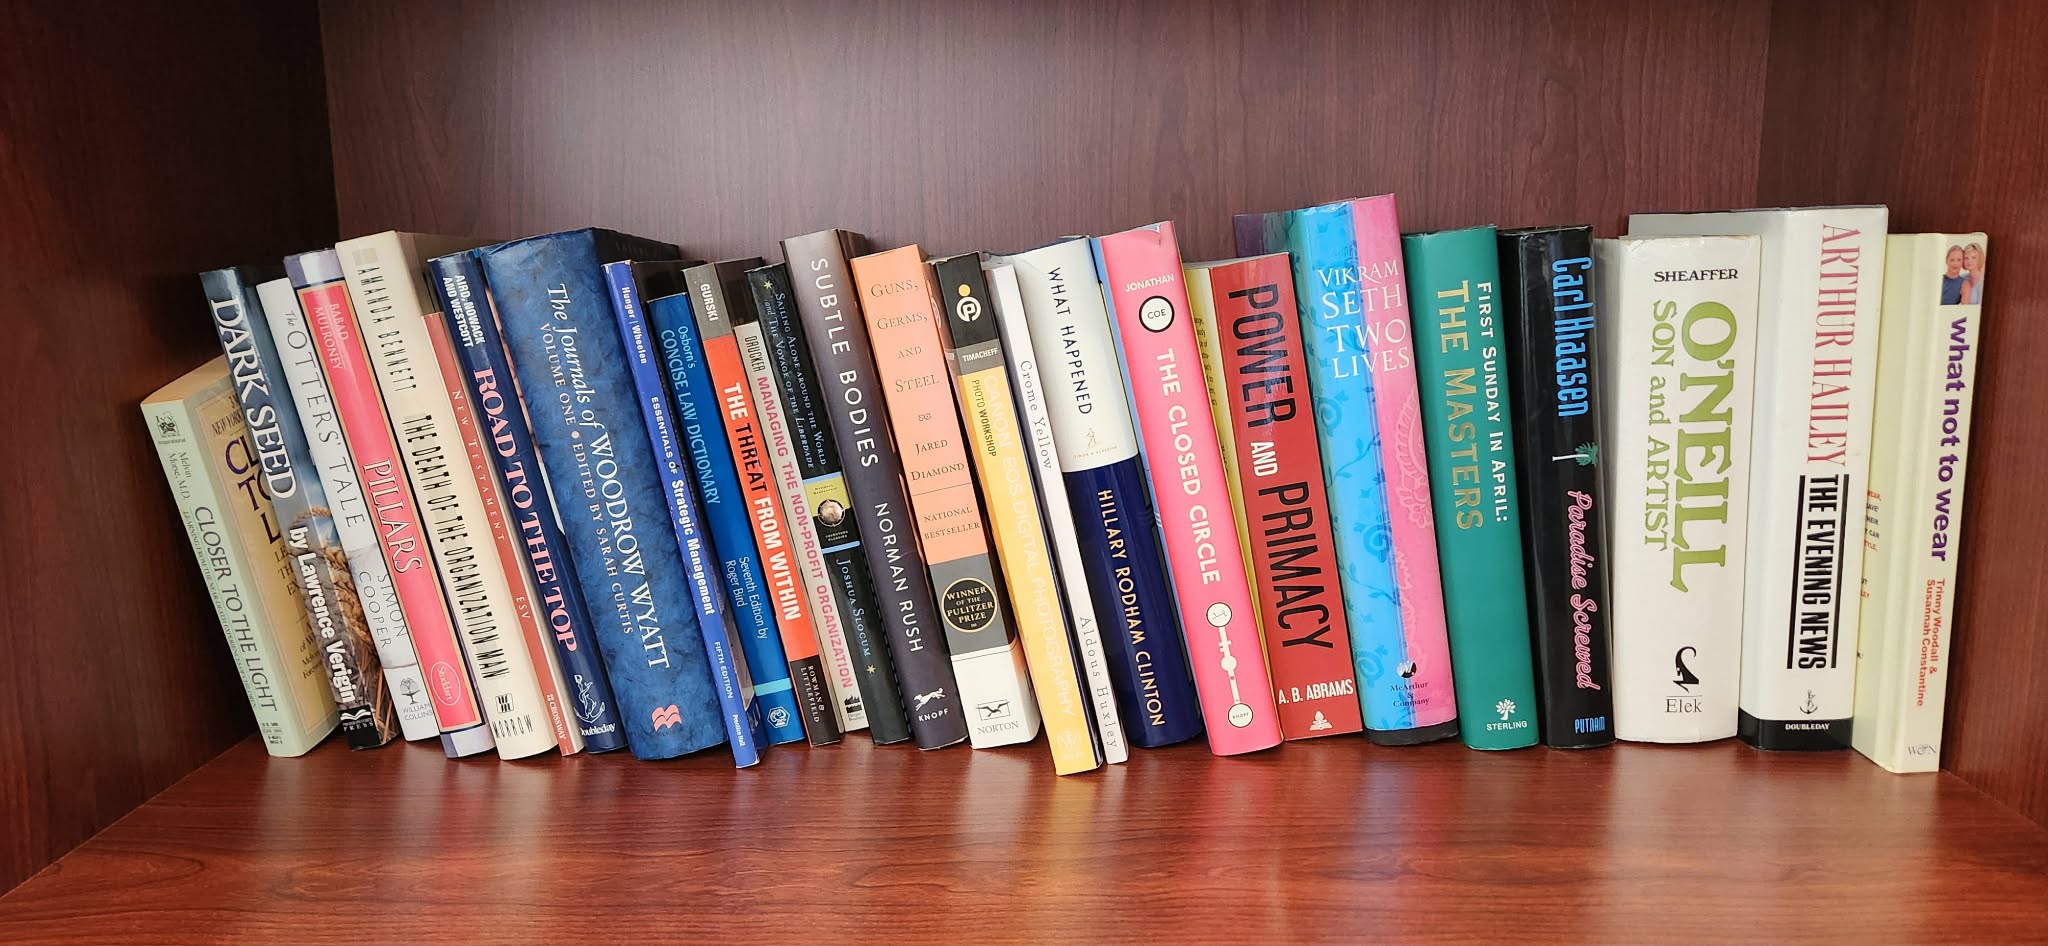 Melvin
Morse, M.D.
CLOSER TO THE LIGHT
DARK SEED
by Lawrence Verigin
The OTTERS' TALE
SIMON
COOPER
WILLIAM
COLLINS
BABAD
MULRONEY
PILLARS
Stoddart
AMANDA BENNETT
THE DEATH OF THE ORGANIZATION MAN
MORROW
NEW TESTAMENT
ESV
CROSSWAY
AIRD, NOWACK
AND WESTCOTT
ROAD TO THE TOP
Doubleday
The Journals of WOODROW WYATT
VOLUME ONE • EDITED BY SARAH CURTIS
Hunger / Wheelen
ESSENTIALS OF Strategic Management
FIFTH EDITION
Prentice Hall
Osborn's
CONCISE LAW DICTIONARY
Seventh Edition by
Roger Bird
GURSKI
THE THREAT FROM WITHIN
ROWMAN &
LITTLEFIELD
DRUCKER MANAGING THE NON-PROFIT ORGANIZATION
SAILING ALONE AROUND THE WORLD
and THE VOYAGE OF THE LIBERDADE
JOSHUA SLOCUM
SUBTLE BODIES
NORMAN RUSH
KNOPF
GUNS,
GERMS,
AND
STEEL
JARED
DIAMOND
NATIONAL
BESTSELLER
WINNER
OF THE
PULITZER
PRIZE
NORTON
TIMACHEFF
CANON EOS DIGITAL PHOTOGRAPHY
PHOTO WORKSHOP
Crome Yellow
Aldous Huxley
WHAT HAPPENED
SIMON & SCHUSTER
HILLARY RODHAM CLINTON
JONATHAN
COE
THE CLOSED CIRCLE
KNOPF
POWER AND PRIMACY
A. B. ABRAMS
VIKRAM
SETH
TWO
LIVES
McArthur
&
Company
FIRST SUNDAY IN APRIL:
THE MASTERS
STERLING
Carl Hiaasen
Paradise Screwed
PUTNAM
SHEAFFER
O'NEILL
SON and ARTIST
Elek
ARTHUR HAILEY
THE EVENING NEWS
DOUBLEDAY
what not to wear
Trinny Woodall &
Susannah Constantine
W&N